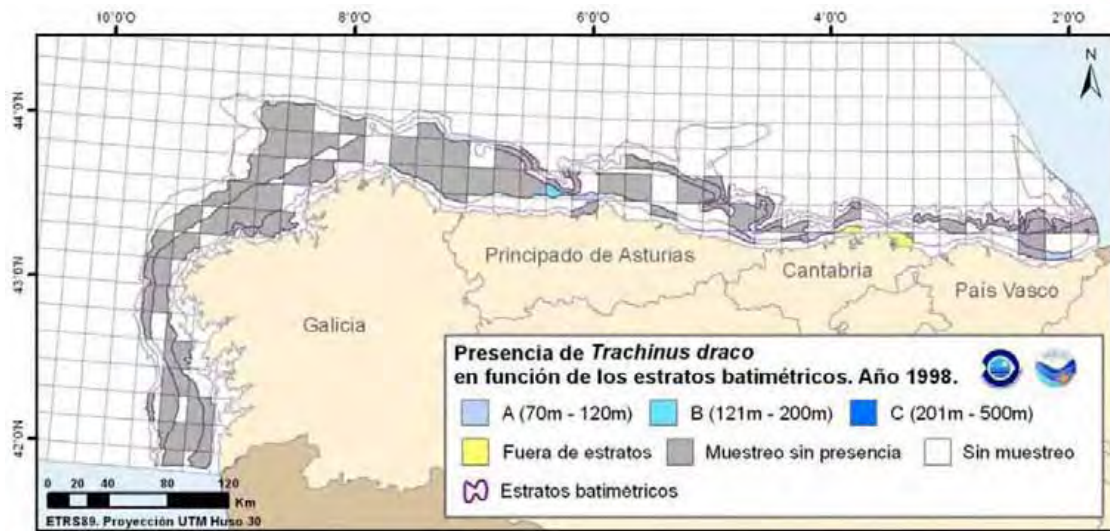 10°0'O 8°0'O 6°0'O 4°0'O 2°0'O
N
44°0'N
43°0'N
42°0'N
Principado de Asturias
Cantabria
País Vasco
Galicia
Presencia de Trachinus draco
en función de los estratos batimétricos. Año 1998.
A (70m - 120m) B (121m - 200m) C (201m - 500m)
Fuera de estratos Muestreo sin presencia Sin muestreo
Estratos batimétricos
0 20 40 80 120
Km
ETRS89. Proyección UTM Huso 30